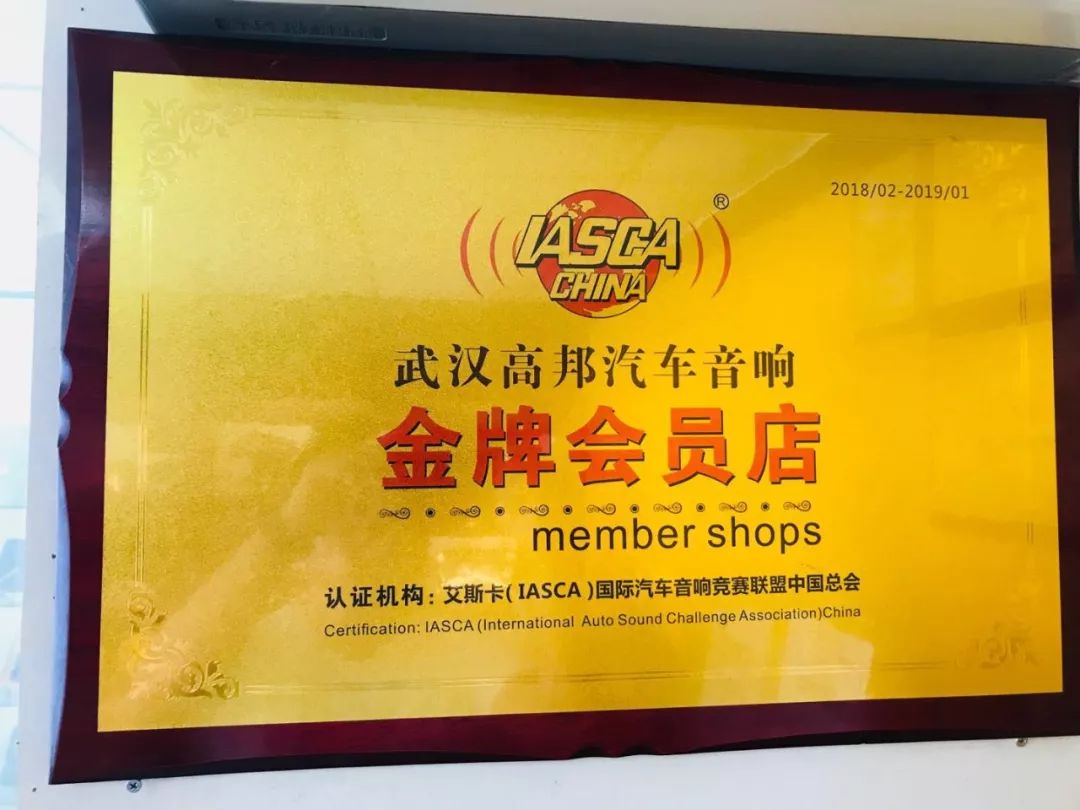 2018/02-2019/01
®
IASCA
CHINA
武汉高邦汽车音响
金牌会员店
member shops
认证机构：艾斯卡(IASCA)国际汽车音响竞赛联盟中国总会
Certification: IASCA (International Auto Sound Challenge Association)China